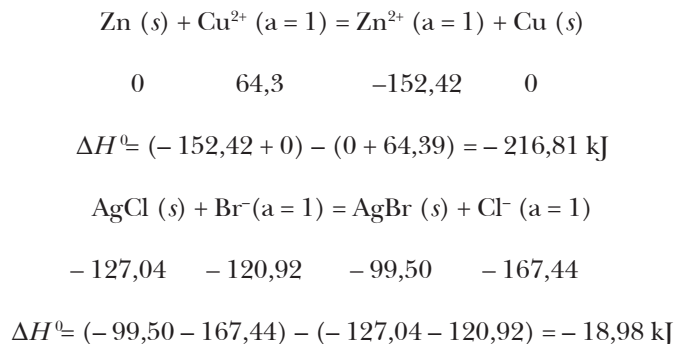 Zn (s) + Cu²⁺ (a = 1) = Zn²⁺ (a = 1) + Cu (s)
0 64,3 –152,42 0
ΔH⁰= (– 152,42 + 0) – (0 + 64,39) = – 216,81 kJ
AgCl (s) + Br⁻(a = 1) = AgBr (s) + Cl⁻ (a = 1)
– 127,04 – 120,92 – 99,50 – 167,44
ΔH⁰= (– 99,50 – 167,44) – (– 127,04 – 120,92) = – 18,98 kJ